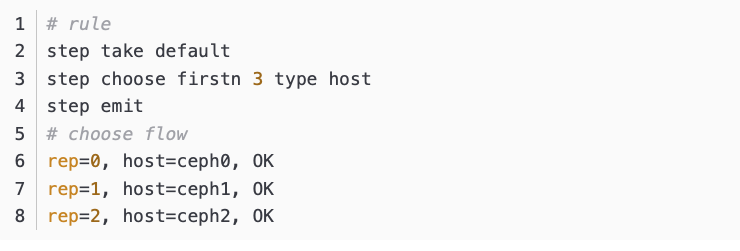 1 # rule
2 step take default
3 step choose firstn 3 type host
4 step emit
5 # choose flow
6 rep=0, host=ceph0, OK
7 rep=1, host=ceph1, OK
8 rep=2, host=ceph2, OK